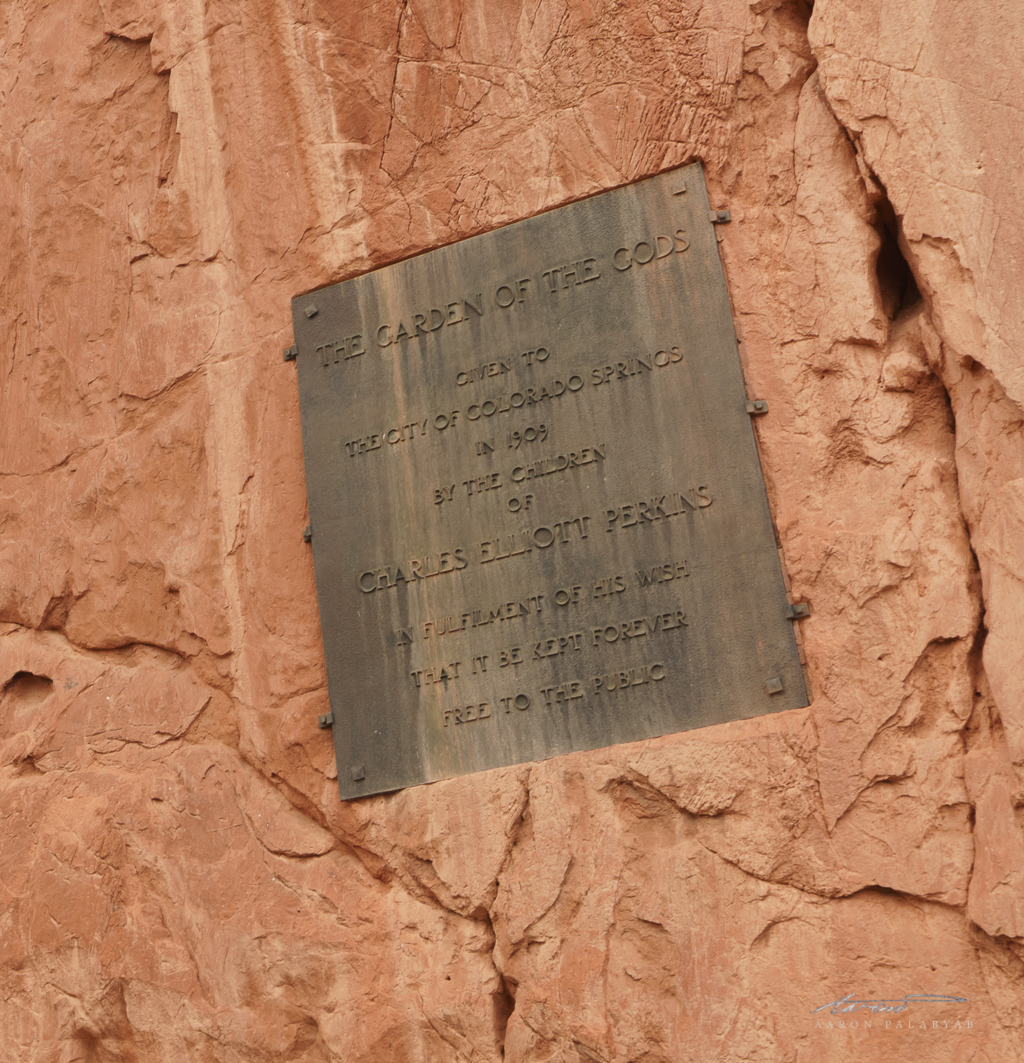 THE GARDEN OF THE GODS
GIVEN TO
THE CITY OF COLORADO SPRINGS
IN 1909
BY THE CHILDREN
OF
CHARLES ELLIOTT PERKINS
IN FULFILMENT OF HIS WISH
THAT IT BE KEPT FOREVER
FREE TO THE PUBLIC
AARON PALABYAB